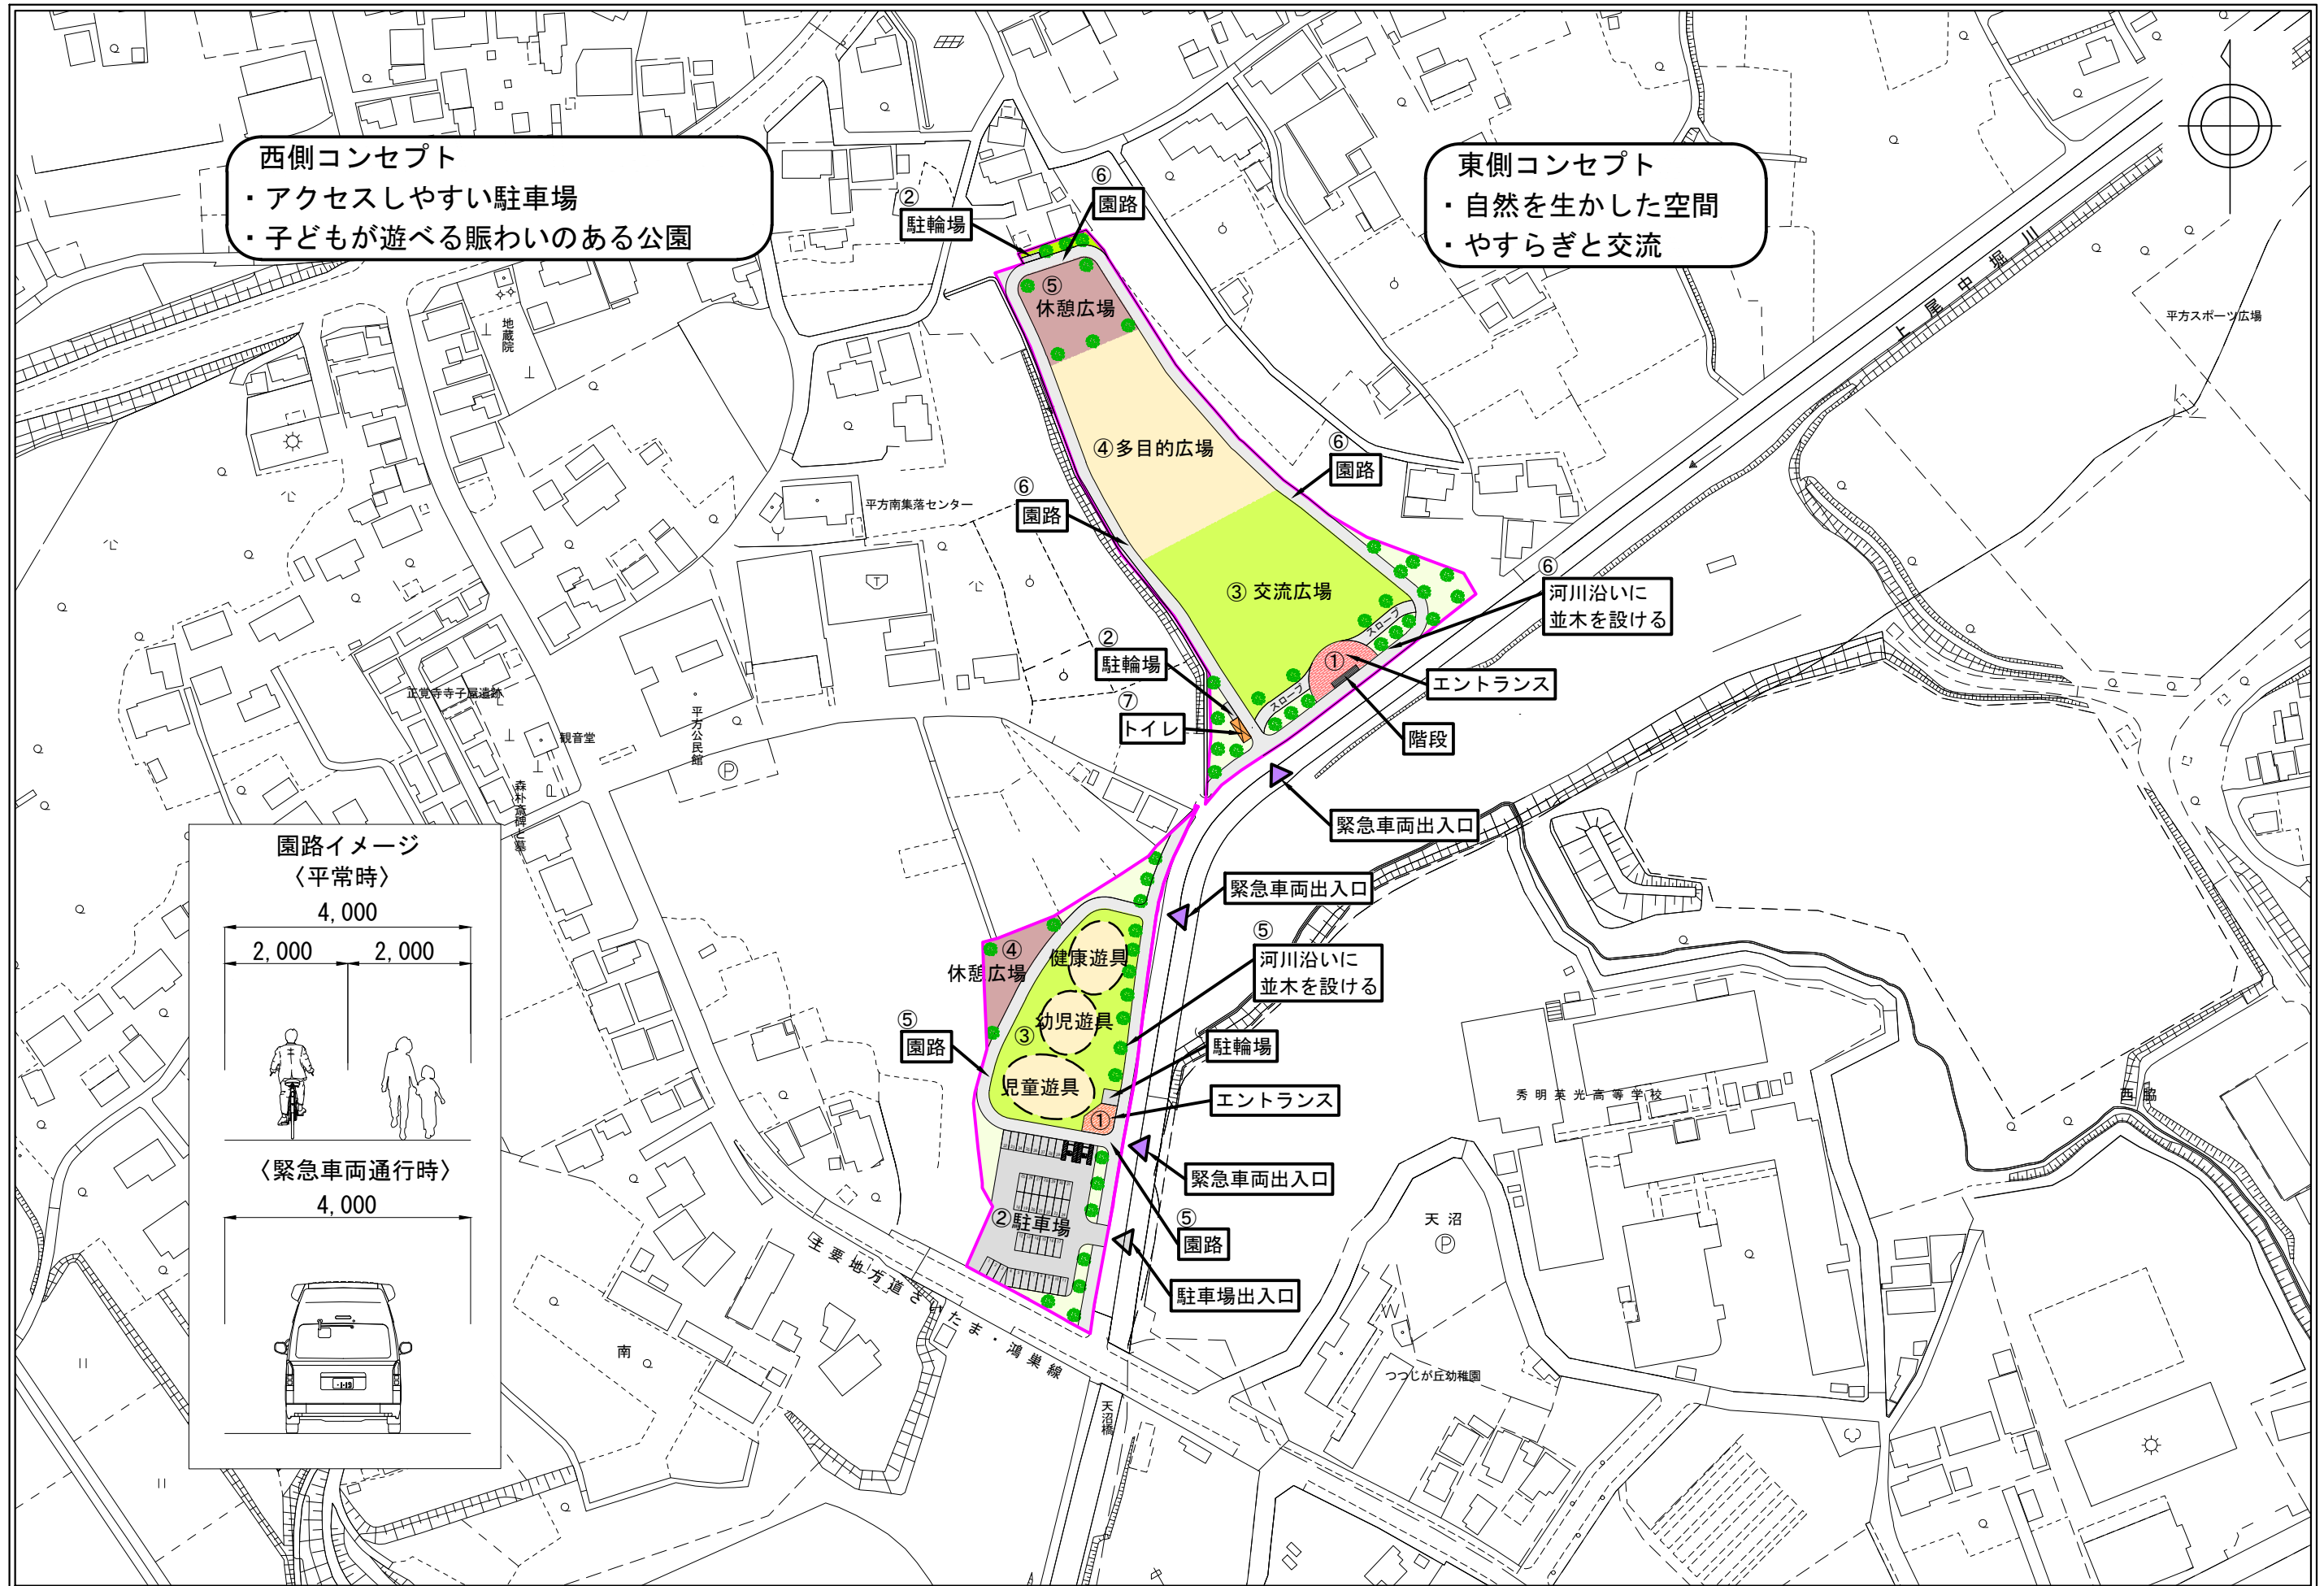 西側コンセプト
・アクセスしやすい駐車場
・子どもが遊べる賑わいのある公園
東側コンセプト
・自然を生かした空間
・やすらぎと交流
②
駐輪場
⑥
園路
⑤
休憩広場
④多目的広場
⑥
園路
⑥
園路
③ 交流広場
⑥
河川沿いに
並木を設ける
スロープ
①
エントランス
スロープ
階段
②
駐輪場
⑦
トイレ
緊急車両出入口
緊急車両出入口
⑤
河川沿いに
並木を設ける
④
休憩広場
健康遊具
幼児遊具
③
児童遊具
⑤
園路
駐輪場
エントランス
①
緊急車両出入口
②駐車場
⑤
園路
駐車場出入口
上尾中堀川
平方スポーツ広場
地蔵院
平方南集落センター
正覚寺寺子屋遺跡
観音堂
平方公民館
Ⓟ
森朴斎碑と墓
秀明英光高等学校
西脇
天沼
Ⓟ
つつじが丘幼稚園
主要地方道さいたま・鴻巣線
天沼橋
南
園路イメージ
〈平常時〉
4,000
2,000 2,000
〈緊急車両通行時〉
4,000